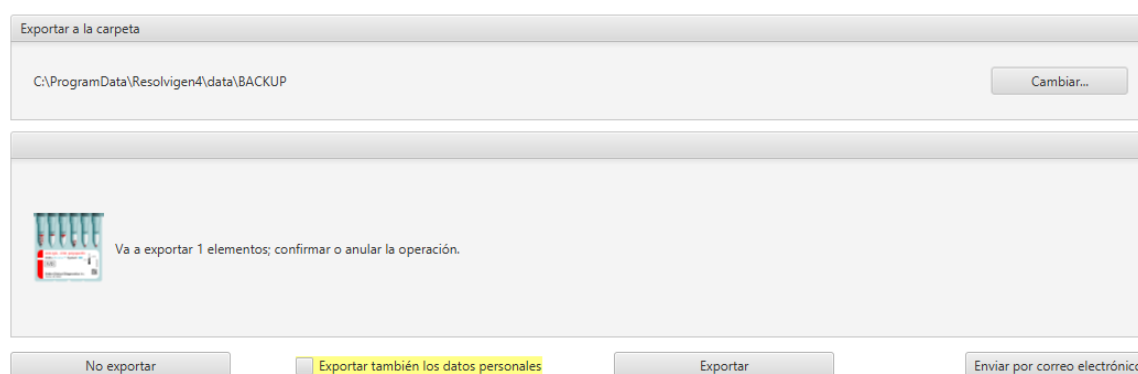 Exportar a la carpeta
C:\ProgramData\Resolvigen4\data\BACKUP
Cambiar...
Va a exportar 1 elementos; confirmar o anular la operación.
No exportar
Exportar también los datos personales
Exportar
Enviar por correo electrónico